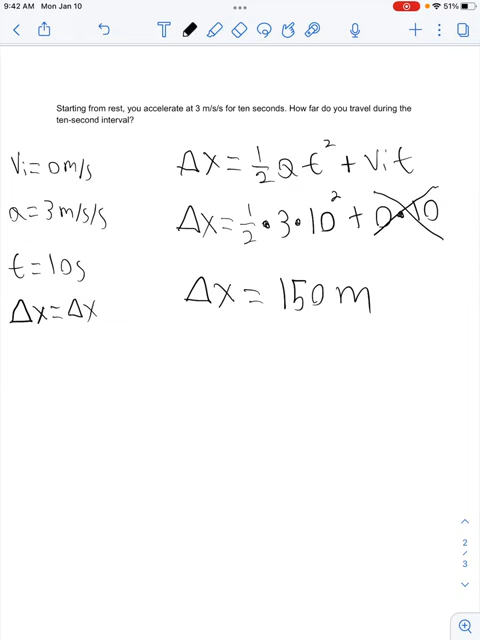 9:42 AM Mon Jan 10
51%
Starting from rest, you accelerate at 3 m/s/s for ten seconds. How far do you travel during the
ten-second interval?
Vi = 0 m/s
a = 3 m/s/s
t = 10s
Δx = Δx
Δx = 1/2 a t² + Vit
Δx = 1/2 • 3 • 10² + 0 • 10
Δx = 150 m
2
/
3